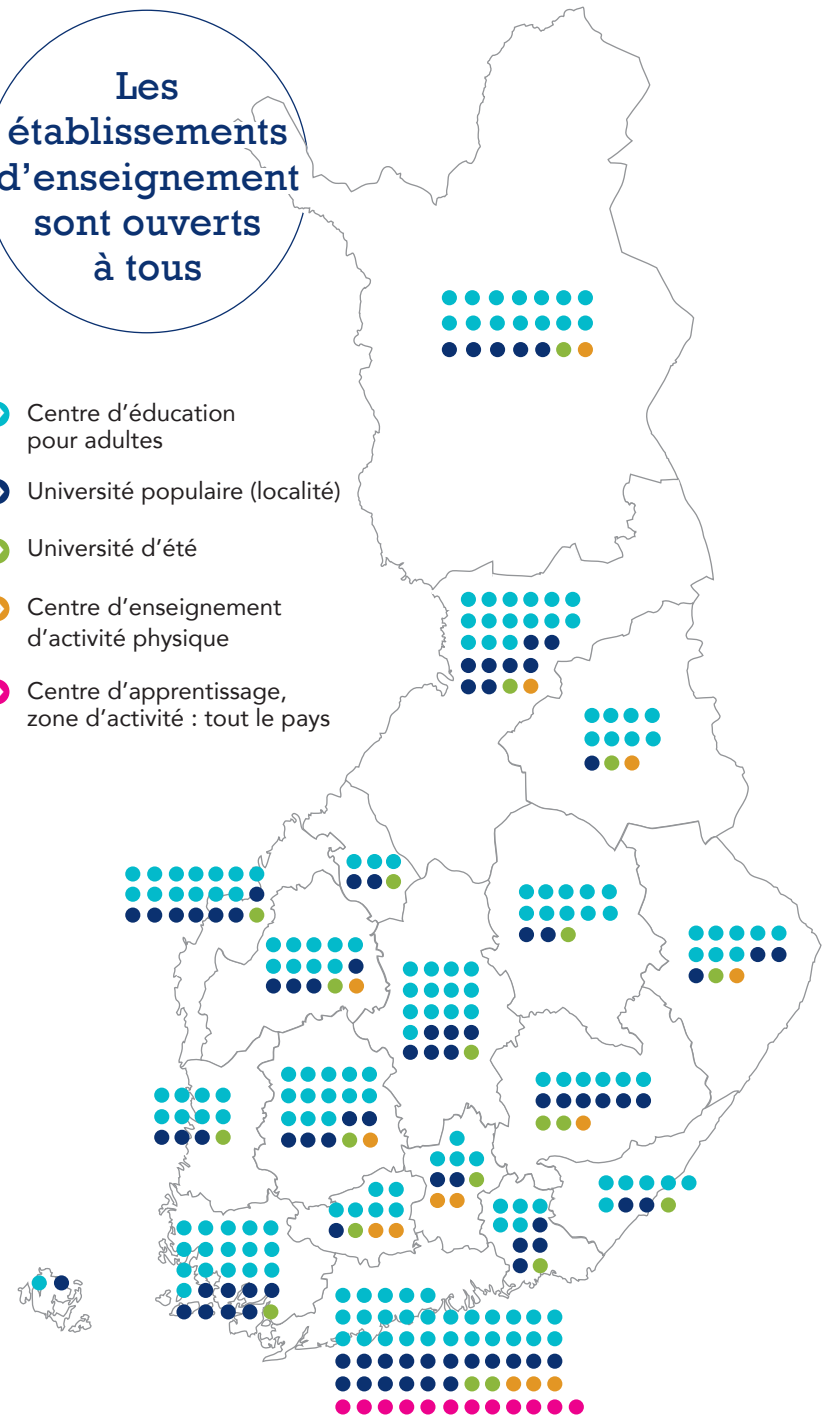 Les
établissements
d'enseignement
sont ouverts
à tous
Centre d'éducation
pour adultes
Université populaire (localité)
Université d'été
Centre d'enseignement
d'activité physique
Centre d'apprentissage,
zone d'activité : tout le pays